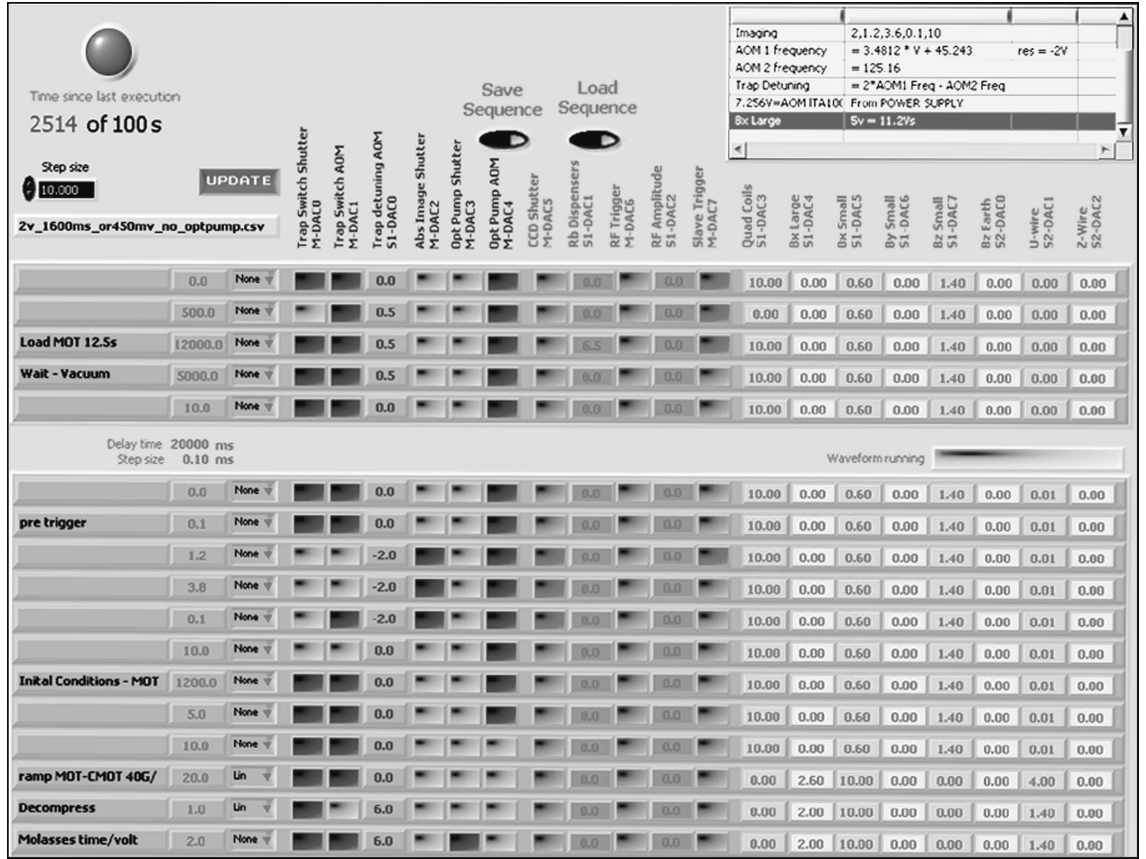 Time since last execution
2514 of 100 s
Step size
10.000
UPDATE
2v_1600ms_or450mv_no_optpump.csv
Save Sequence
Load Sequence
Imaging 2,1.2,3.6,0.1,10
AOM 1 frequency = 3.4812 * V + 45.243 res = -2V
AOM 2 frequency = 125.16
Trap Detuning = 2*AOM1 Freq - AOM2 Freq
7.256V=AOM ITA100 From POWER SUPPLY
Bx Large 5v = 11.2Vs
Trap Switch Shutter M-DAC0
Trap Switch AOM M-DAC1
Trap detuning AOM S1-DAC0
Abs Image Shutter M-DAC2
Opt Pump Shutter M-DAC3
Opt Pump AOM M-DAC4
CCD Shutter M-DAC5
Rb Dispensers S1-DAC1
RF Trigger M-DAC6
RF Amplitude S1-DAC2
Slave Trigger M-DAC7
Quad Coils S1-DAC3
Bx Large S1-DAC4
Bx Small S1-DAC5
By Small S1-DAC6
Bz Small S1-DAC7
Bz Earth S2-DAC0
U-wire S2-DAC1
Z-Wire S2-DAC2
0.0 None 0.0 0.0 0.0 10.00 0.00 0.60 0.00 1.40 0.00 0.00 0.00
500.0 None 0.5 0.0 0.0 0.00 0.00 0.60 0.00 1.40 0.00 0.00 0.00
Load MOT 12.5s 12000.0 None 0.5 6.5 0.0 10.00 0.00 0.60 0.00 1.40 0.00 0.00 0.00
Wait - Vacuum 5000.0 None 0.5 0.0 0.0 10.00 0.00 0.60 0.00 1.40 0.00 0.00 0.00
10.0 None 0.0 0.0 0.0 10.00 0.00 0.60 0.00 1.40 0.00 0.00 0.00
Delay time 20000 ms
Step size 0.10 ms
Waveform running
0.0 None 0.0 0.0 0.0 10.00 0.00 0.60 0.00 1.40 0.00 0.01 0.00
pre trigger 0.1 None 0.0 0.0 0.0 10.00 0.00 0.60 0.00 1.40 0.00 0.01 0.00
1.2 None -2.0 0.0 0.0 10.00 0.00 0.60 0.00 1.40 0.00 0.01 0.00
3.8 None -2.0 0.0 0.0 10.00 0.00 0.60 0.00 1.40 0.00 0.01 0.00
0.1 None -2.0 0.0 0.0 10.00 0.00 0.60 0.00 1.40 0.00 0.01 0.00
10.0 None 0.0 0.0 0.0 10.00 0.00 0.60 0.00 1.40 0.00 0.01 0.00
Inital Conditions - MOT 1200.0 None 0.0 0.0 0.0 10.00 0.00 0.60 0.00 1.40 0.00 0.01 0.00
5.0 None 0.0 0.0 0.0 10.00 0.00 0.60 0.00 1.40 0.00 0.01 0.00
10.0 None 0.0 0.0 0.0 10.00 0.00 0.60 0.00 1.40 0.00 0.01 0.00
ramp MOT-CMOT 40G/ 20.0 Lin 0.0 0.0 0.0 0.00 2.60 10.00 0.00 0.00 0.00 4.00 0.00
Decompress 1.0 Lin 6.0 0.0 0.0 0.00 2.00 10.00 0.00 0.00 0.00 1.40 0.00
Molasses time/volt 2.0 None 6.0 0.0 0.0 0.00 2.00 10.00 0.00 0.00 0.00 1.40 0.00